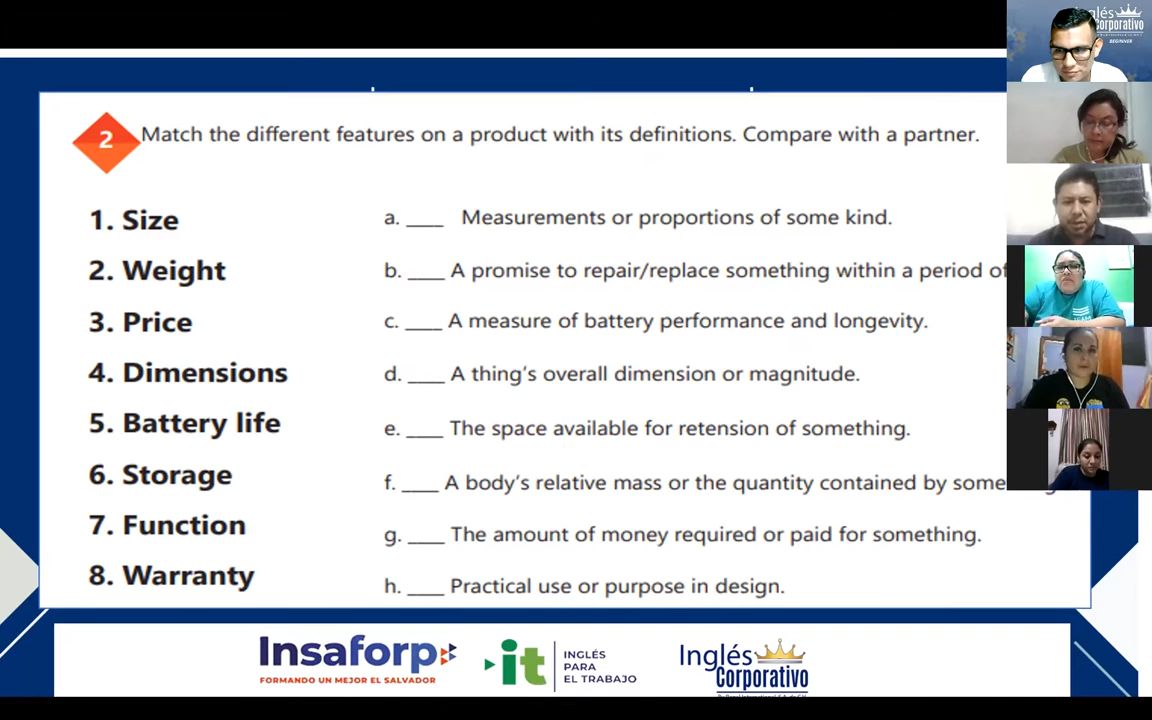 Inglés
Corporativo
BEGINNER
2 Match the different features on a product with its definitions. Compare with a partner.
1. Size
a. ____ Measurements or proportions of some kind.
2. Weight
b. ____ A promise to repair/replace something within a period of
3. Price
c. ____ A measure of battery performance and longevity.
4. Dimensions
d. ____ A thing's overall dimension or magnitude.
5. Battery life
e. ____ The space available for retension of something.
6. Storage
f. ____ A body's relative mass or the quantity contained by some
7. Function
g. ____ The amount of money required or paid for something.
8. Warranty
h. ____ Practical use or purpose in design.
Insaforp
FORMANDO UN MEJOR EL SALVADOR
it
INGLÉS
PARA
EL TRABAJO
Inglés
Corporativo